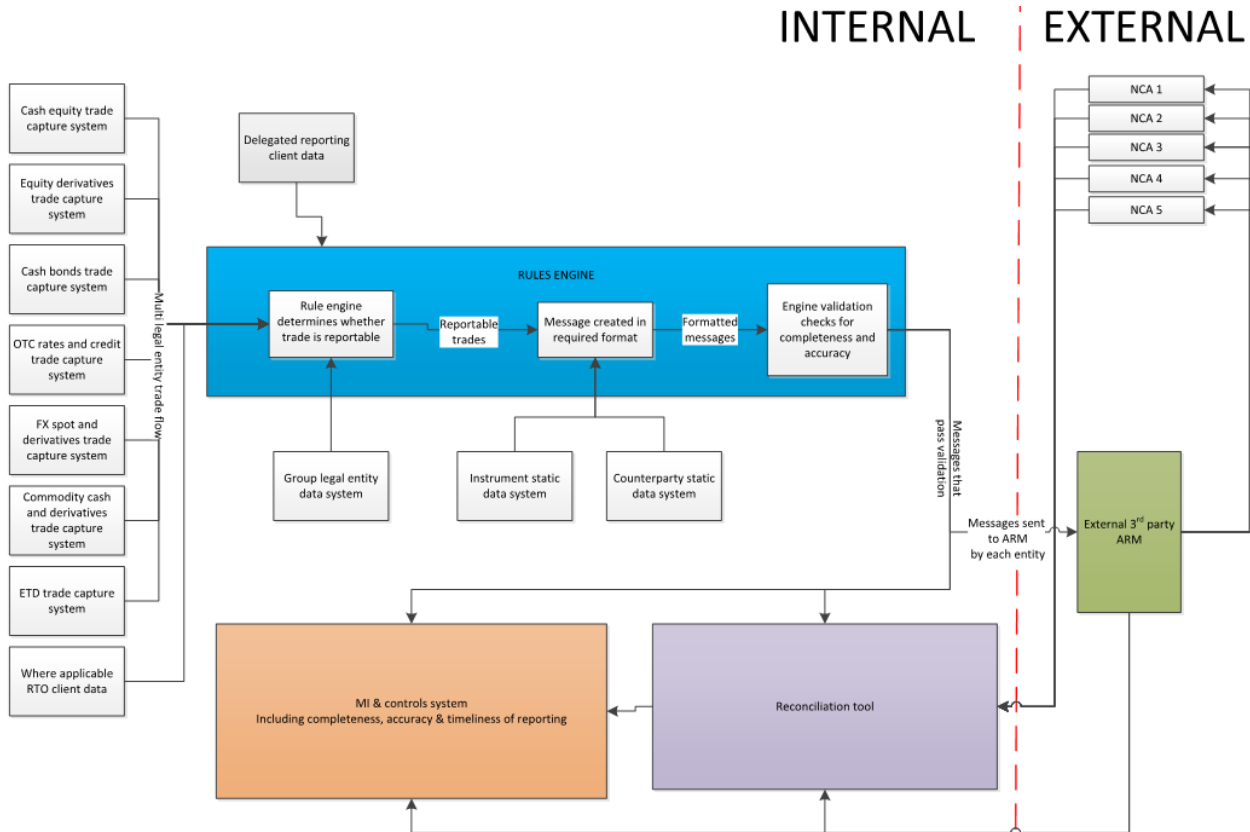 INTERNAL
EXTERNAL
Cash equity trade
capture system
Equity derivatives
trade capture
system
Cash bonds trade
capture system
OTC rates and credit
trade capture
system
FX spot and
derivatives trade
capture system
Commodity cash
and derivatives
trade capture
system
ETD trade capture
system
Where applicable
RTO client data
Multi legal entity trade
flow
Delegated reporting
client data
RULES ENGINE
Rule engine
determines whether
trade is reportable
Reportable
trades
Message created in
required format
Formatted
messages
Engine validation
checks for
completeness and
accuracy
Group legal entity
data system
Instrument static
data system
Counterparty static
data system
Messages that
pass validation
Messages sent
to ARM
by each entity
NCA 1
NCA 2
NCA 3
NCA 4
NCA 5
External 3rd party
ARM
MI & controls system
Including completeness, accuracy & timeliness of reporting
Reconciliation tool